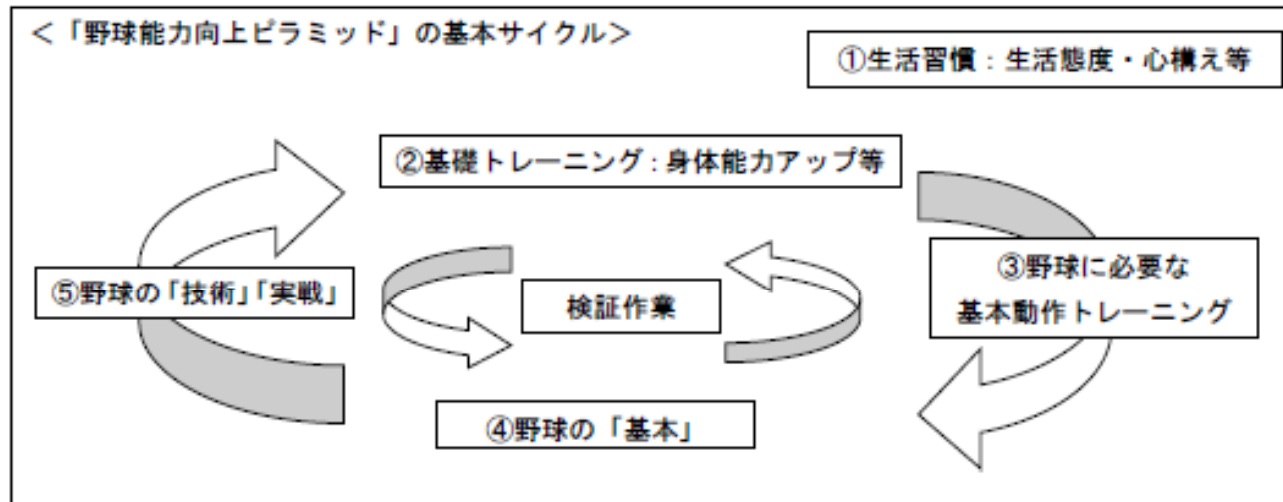 ＜「野球能力向上ピラミッド」の基本サイクル＞
①生活習慣：生活態度・心構え等
②基礎トレーニング：身体能力アップ等
③野球に必要な
基本動作トレーニング
⑤野球の「技術」「実戦」
検証作業
④野球の「基本」